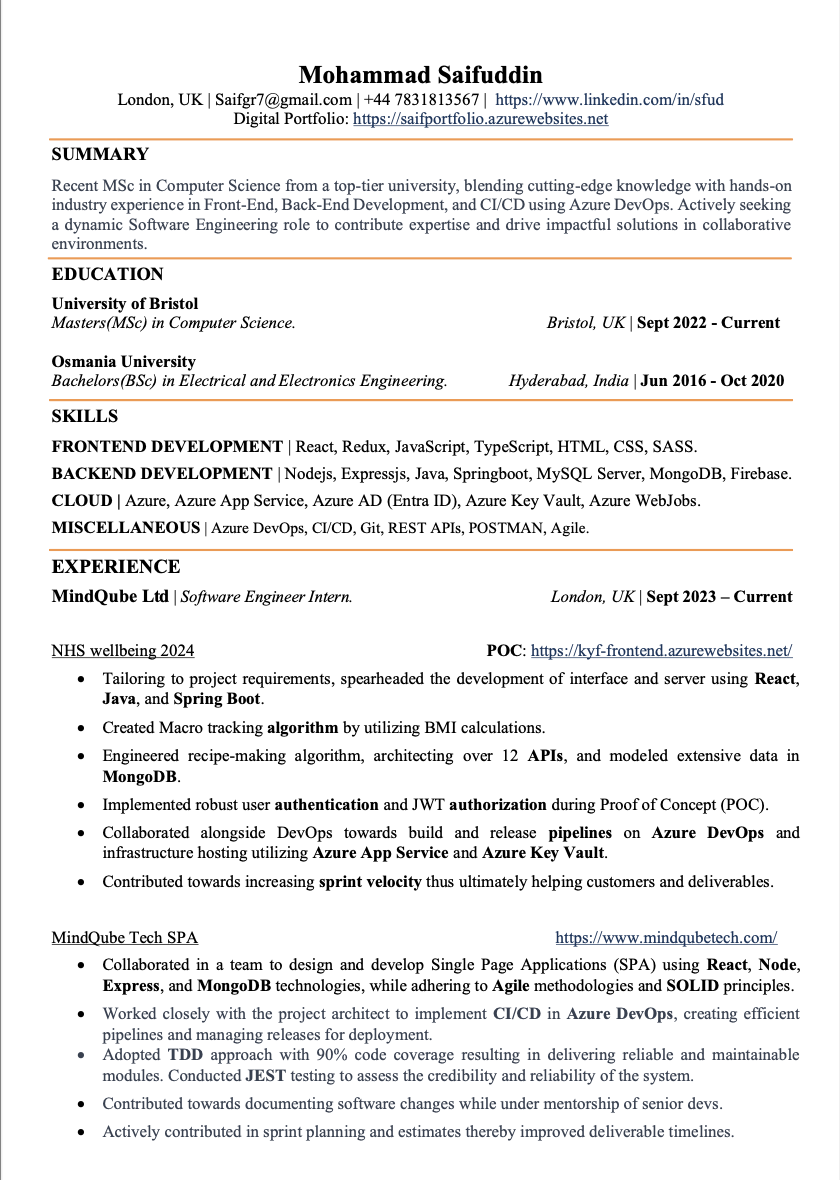 Mohammad Saifuddin
London, UK | Saifgr7@gmail.com | +44 7831813567 | https://www.linkedin.com/in/sfud
Digital Portfolio: https://saifportfolio.azurewebsites.net
SUMMARY
Recent MSc in Computer Science from a top-tier university, blending cutting-edge knowledge with hands-on
industry experience in Front-End, Back-End Development, and CI/CD using Azure DevOps. Actively seeking
a dynamic Software Engineering role to contribute expertise and drive impactful solutions in collaborative
environments.
EDUCATION
University of Bristol
Masters(MSc) in Computer Science. Bristol, UK | Sept 2022 - Current
Osmania University
Bachelors(BSc) in Electrical and Electronics Engineering. Hyderabad, India | Jun 2016 - Oct 2020
SKILLS
FRONTEND DEVELOPMENT | React, Redux, JavaScript, TypeScript, HTML, CSS, SASS.
BACKEND DEVELOPMENT | Nodejs, Expressjs, Java, Springboot, MySQL Server, MongoDB, Firebase.
CLOUD | Azure, Azure App Service, Azure AD (Entra ID), Azure Key Vault, Azure WebJobs.
MISCELLANEOUS | Azure DevOps, CI/CD, Git, REST APIs, POSTMAN, Agile.
EXPERIENCE
MindQube Ltd | Software Engineer Intern. London, UK | Sept 2023 – Current
NHS wellbeing 2024 POC: https://kyf-frontend.azurewebsites.net/
• Tailoring to project requirements, spearheaded the development of interface and server using React,
Java, and Spring Boot.
• Created Macro tracking algorithm by utilizing BMI calculations.
• Engineered recipe-making algorithm, architecting over 12 APIs, and modeled extensive data in
MongoDB.
• Implemented robust user authentication and JWT authorization during Proof of Concept (POC).
• Collaborated alongside DevOps towards build and release pipelines on Azure DevOps and
infrastructure hosting utilizing Azure App Service and Azure Key Vault.
• Contributed towards increasing sprint velocity thus ultimately helping customers and deliverables.
MindQube Tech SPA https://www.mindqubetech.com/
• Collaborated in a team to design and develop Single Page Applications (SPA) using React, Node,
Express, and MongoDB technologies, while adhering to Agile methodologies and SOLID principles.
• Worked closely with the project architect to implement CI/CD in Azure DevOps, creating efficient
pipelines and managing releases for deployment.
• Adopted TDD approach with 90% code coverage resulting in delivering reliable and maintainable
modules. Conducted JEST testing to assess the credibility and reliability of the system.
• Contributed towards documenting software changes while under mentorship of senior devs.
• Actively contributed in sprint planning and estimates thereby improved deliverable timelines.